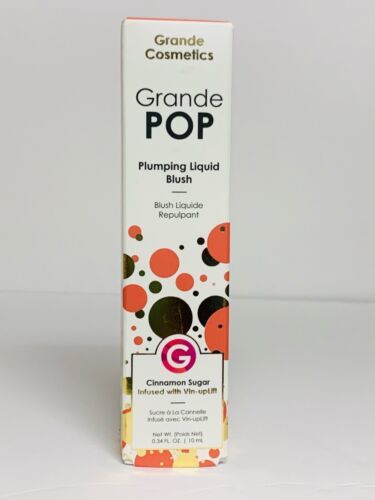 Grande
Cosmetics
Grande
POP
Plumping Liquid
Blush
Blush Liquide
Repulpant
G
Cinnamon Sugar
Infused with Vin-upLift
Sucre à La Cannelle
Infusé avec Vin-upLift
Net Wt. (Poids Net)
0.34 FL. OZ. | 10 mL